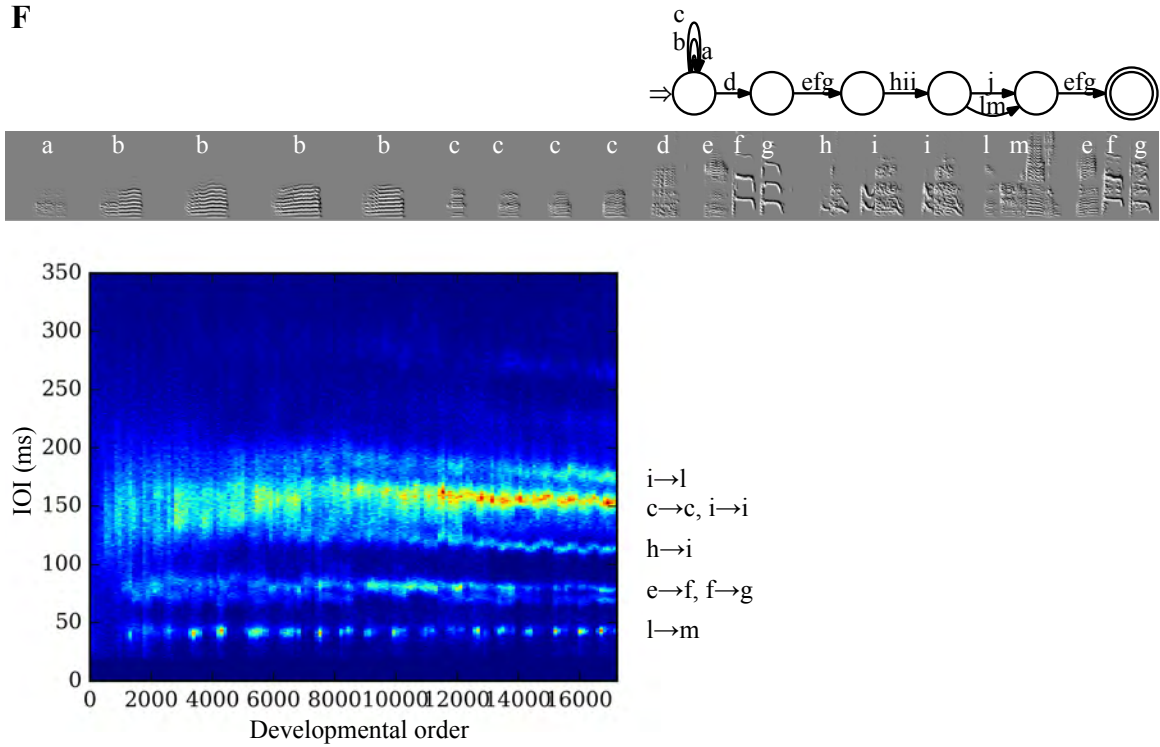 F
c
b a d efg hii j efg
⇒ lm
a b b b b c c c c d e f g h i i l m e f g
350
300
250
200
150
100
50
0
IOI (ms)
i→l
c→c, i→i
h→i
e→f, f→g
l→m
0 2000 4000 6000 8000 10000 12000 14000 16000
Developmental order